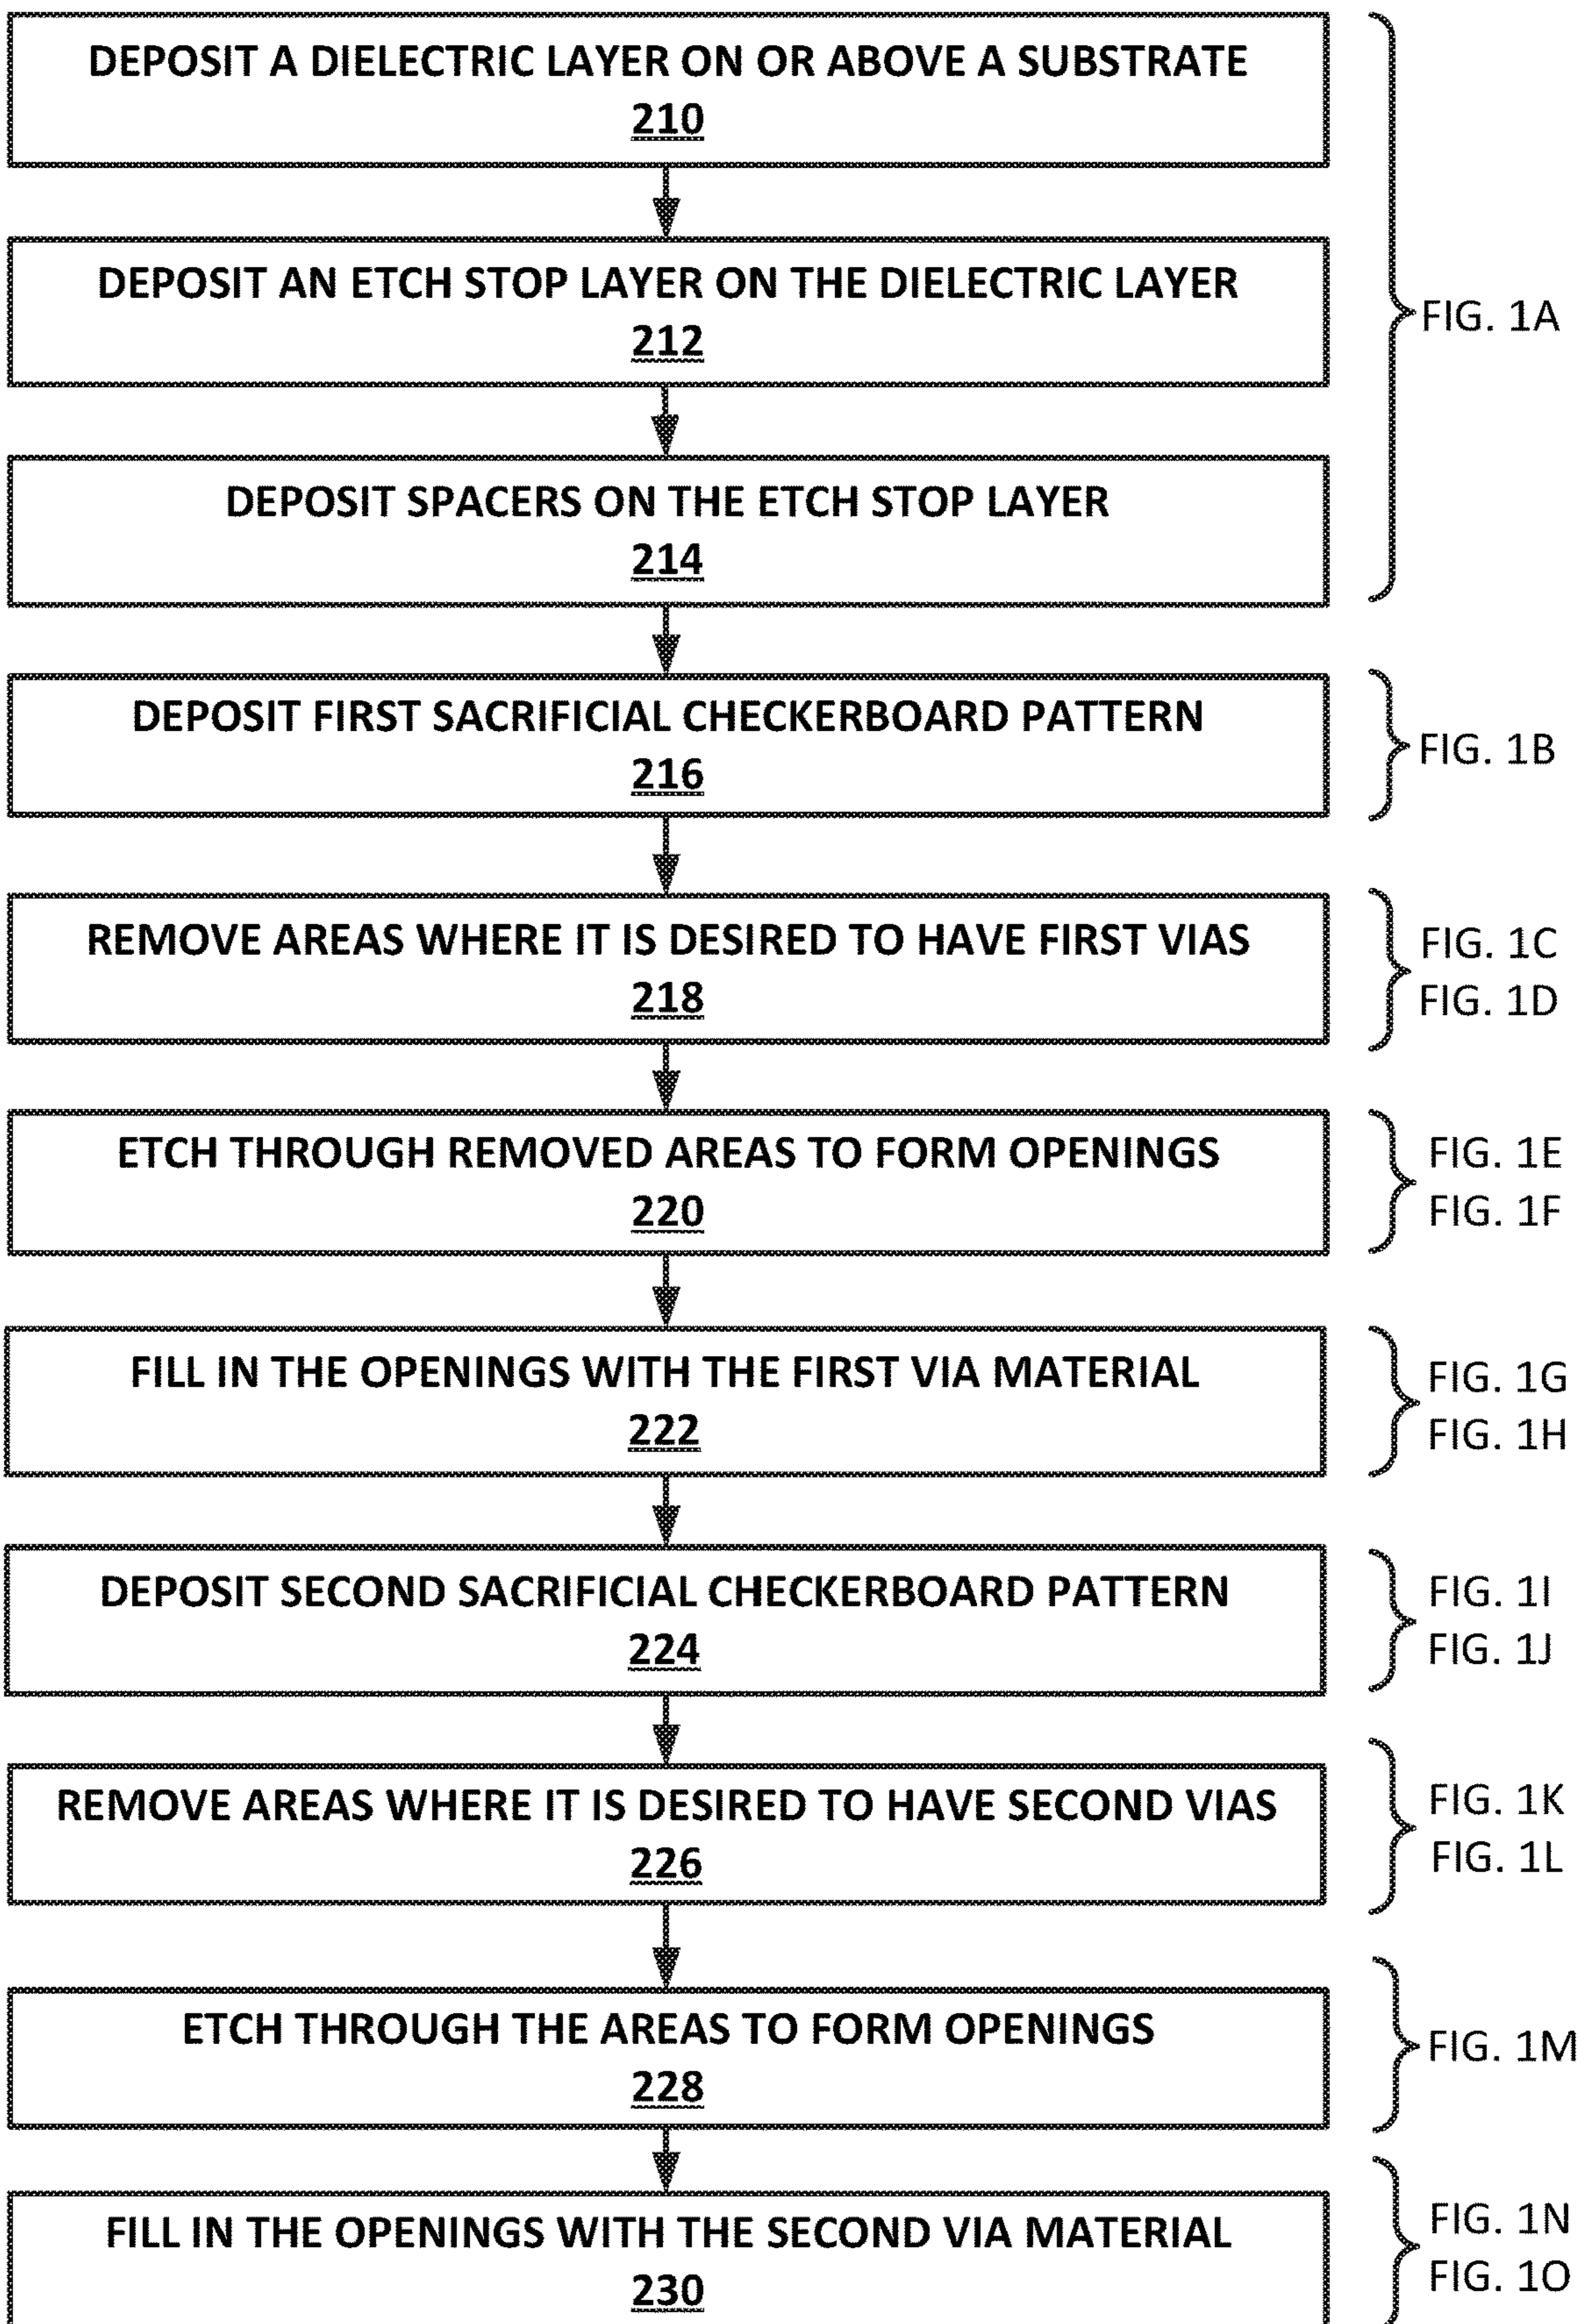 DEPOSIT A DIELECTRIC LAYER ON OR ABOVE A SUBSTRATE
210
DEPOSIT AN ETCH STOP LAYER ON THE DIELECTRIC LAYER
212
DEPOSIT SPACERS ON THE ETCH STOP LAYER
214
FIG. 1A
DEPOSIT FIRST SACRIFICIAL CHECKERBOARD PATTERN
216
FIG. 1B
REMOVE AREAS WHERE IT IS DESIRED TO HAVE FIRST VIAS
218
FIG. 1C
FIG. 1D
ETCH THROUGH REMOVED AREAS TO FORM OPENINGS
220
FIG. 1E
FIG. 1F
FILL IN THE OPENINGS WITH THE FIRST VIA MATERIAL
222
FIG. 1G
FIG. 1H
DEPOSIT SECOND SACRIFICIAL CHECKERBOARD PATTERN
224
FIG. 1I
FIG. 1J
REMOVE AREAS WHERE IT IS DESIRED TO HAVE SECOND VIAS
226
FIG. 1K
FIG. 1L
ETCH THROUGH THE AREAS TO FORM OPENINGS
228
FIG. 1M
FILL IN THE OPENINGS WITH THE SECOND VIA MATERIAL
230
FIG. 1N
FIG. 1O